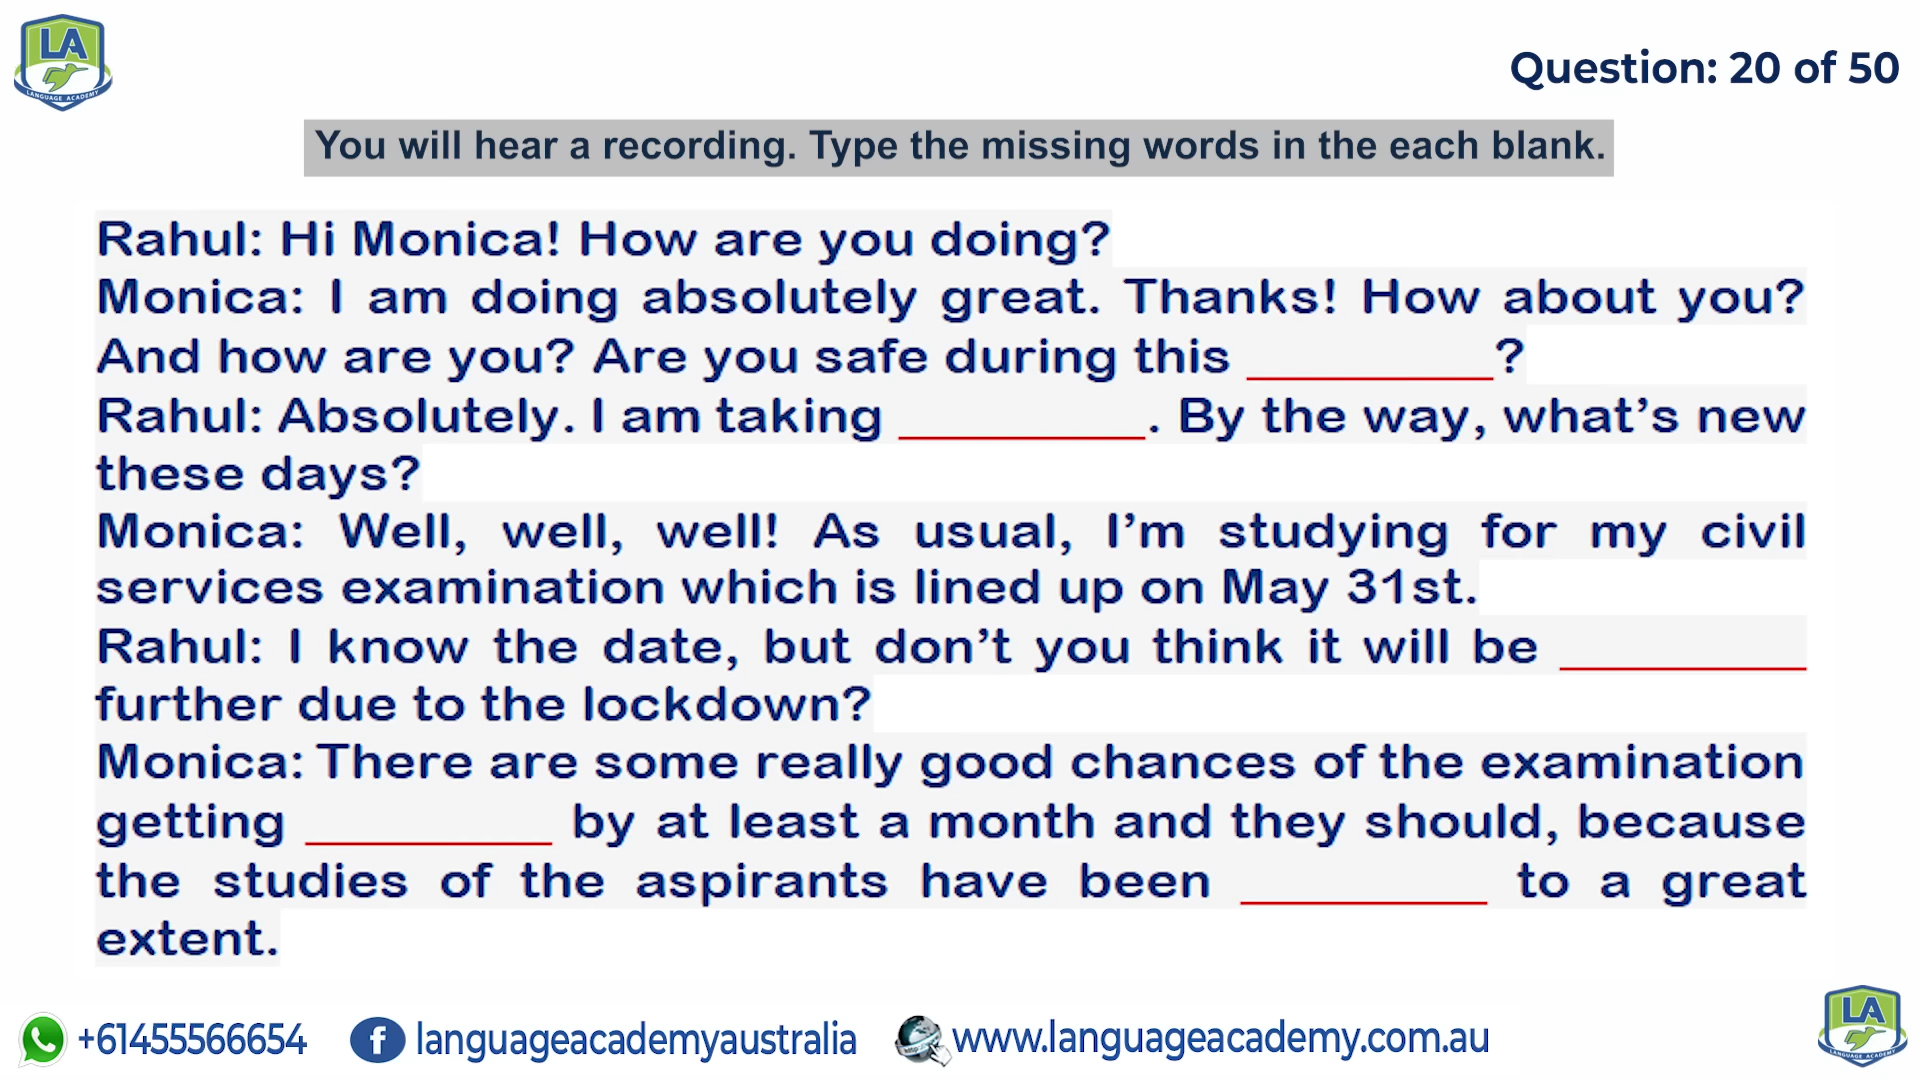 LA
LANGUAGE ACADEMY
Question: 20 of 50
You will hear a recording. Type the missing words in the each blank.
Rahul: Hi Monica! How are you doing?
Monica: I am doing absolutely great. Thanks! How about you?
And how are you? Are you safe during this __________?
Rahul: Absolutely. I am taking __________. By the way, what's new
these days?
Monica: Well, well, well! As usual, I'm studying for my civil
services examination which is lined up on May 31st.
Rahul: I know the date, but don't you think it will be __________
further due to the lockdown?
Monica: There are some really good chances of the examination
getting __________ by at least a month and they should, because
the studies of the aspirants have been __________ to a great
extent.
+61455566654
f languageacademyaustralia
www.languageacademy.com.au
LA
LANGUAGE ACADEMY